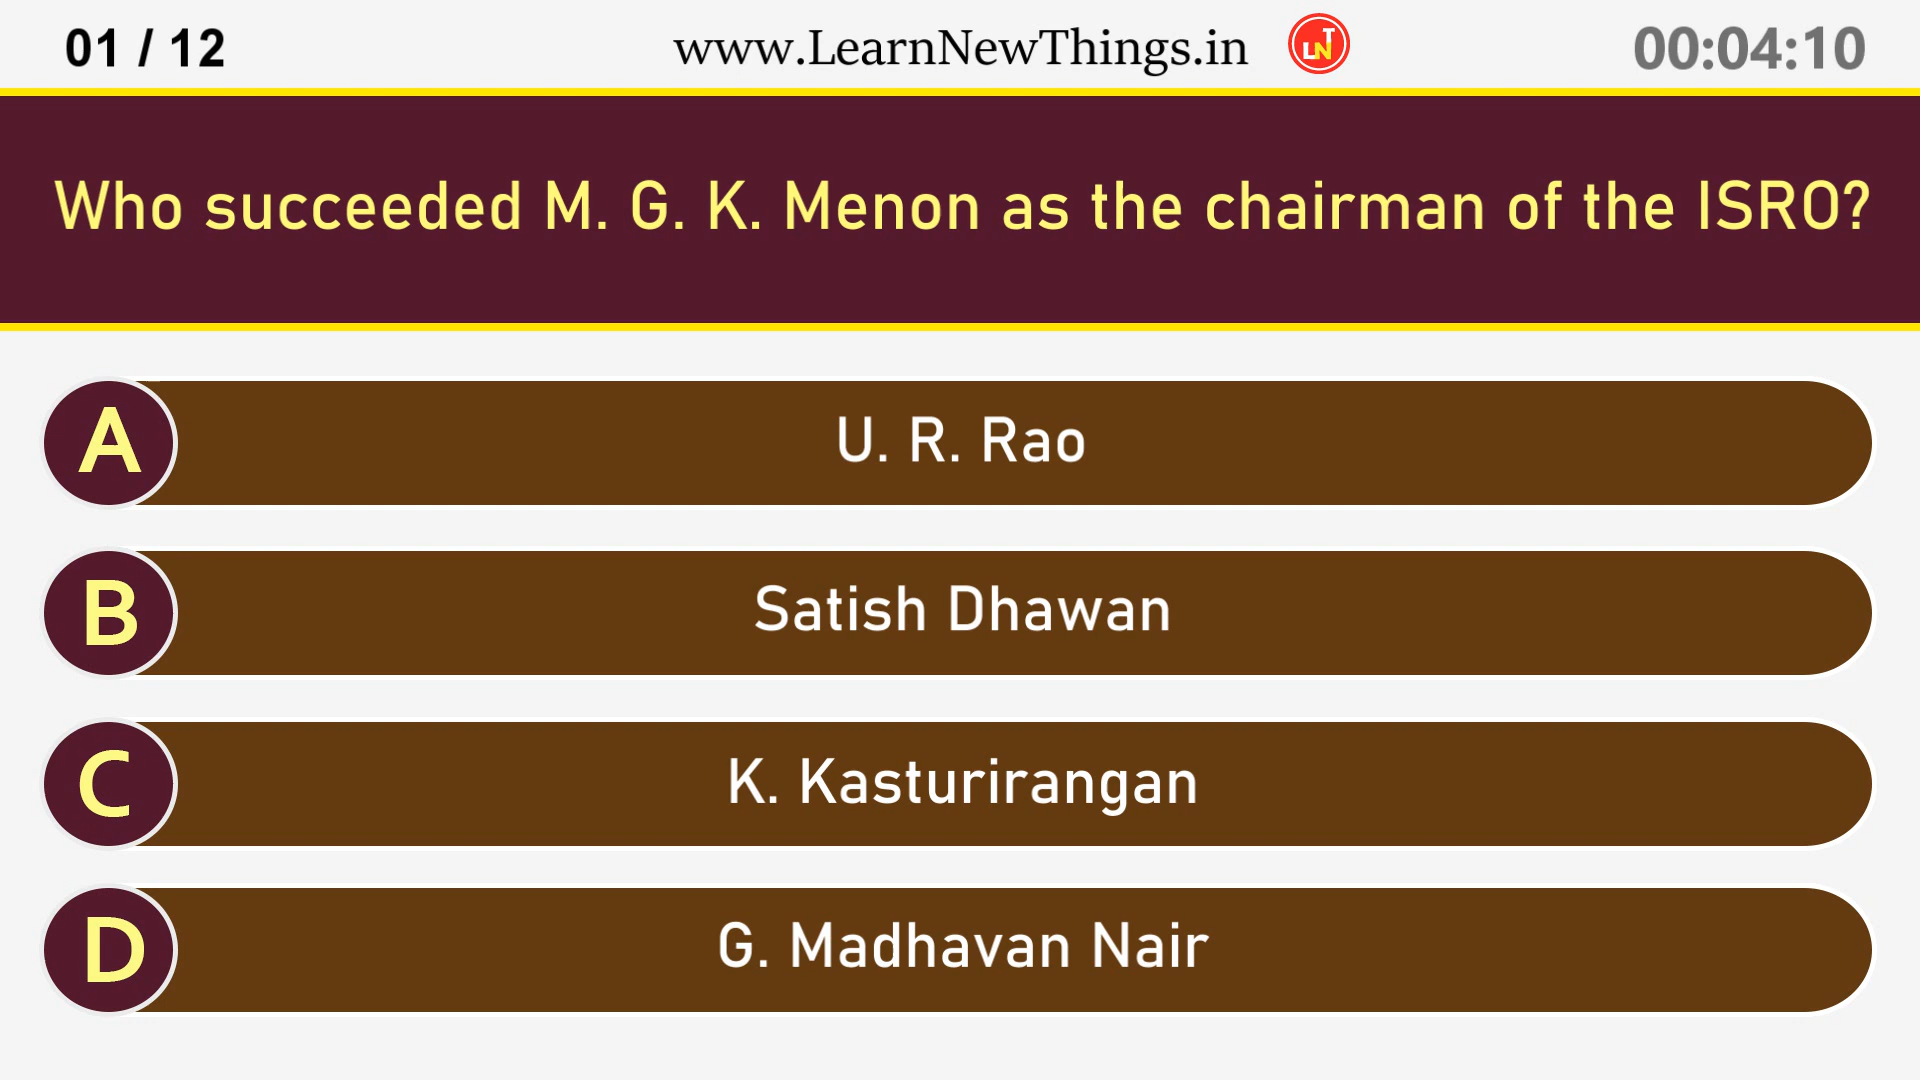 01 / 12
www.LearnNewThings.in
LNT
00:04:10
Who succeeded M. G. K. Menon as the chairman of the ISRO?
A
U. R. Rao
B
Satish Dhawan
C
K. Kasturirangan
D
G. Madhavan Nair